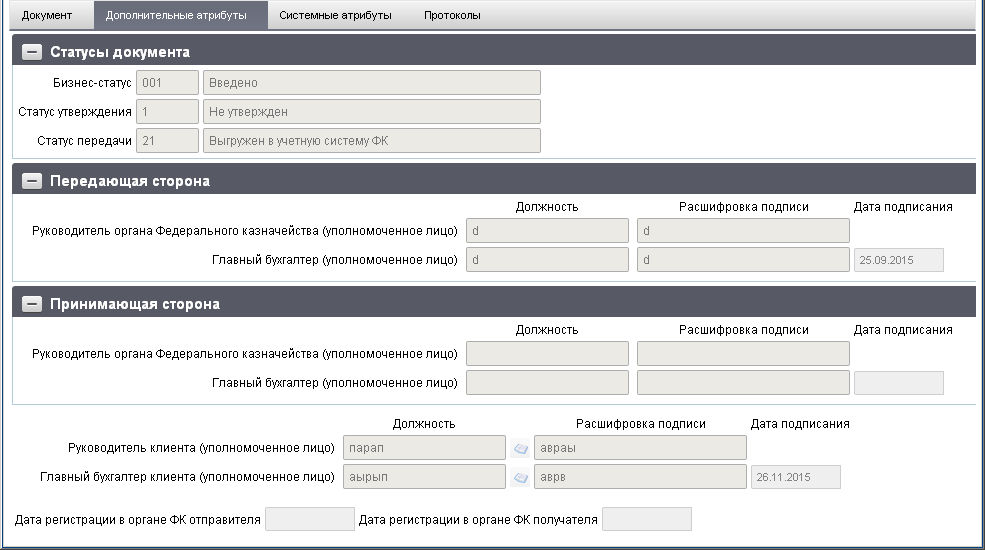 Документ Дополнительные атрибуты Системные атрибуты Протоколы
Статусы документа
Бизнес-статус 001 Введено
Статус утверждения 1 Не утвержден
Статус передачи 21 Выгружен в учетную систему ФК
Передающая сторона
Должность Расшифровка подписи Дата подписания
Руководитель органа Федерального казначейства (уполномоченное лицо) d d
Главный бухгалтер (уполномоченное лицо) d d 25.09.2015
Принимающая сторона
Должность Расшифровка подписи Дата подписания
Руководитель органа Федерального казначейства (уполномоченное лицо)
Главный бухгалтер (уполномоченное лицо)
Должность Расшифровка подписи Дата подписания
Руководитель клиента (уполномоченное лицо) парап авраы
Главный бухгалтер клиента (уполномоченное лицо) аырып аврв 26.11.2015
Дата регистрации в органе ФК отправителя Дата регистрации в органе ФК получателя